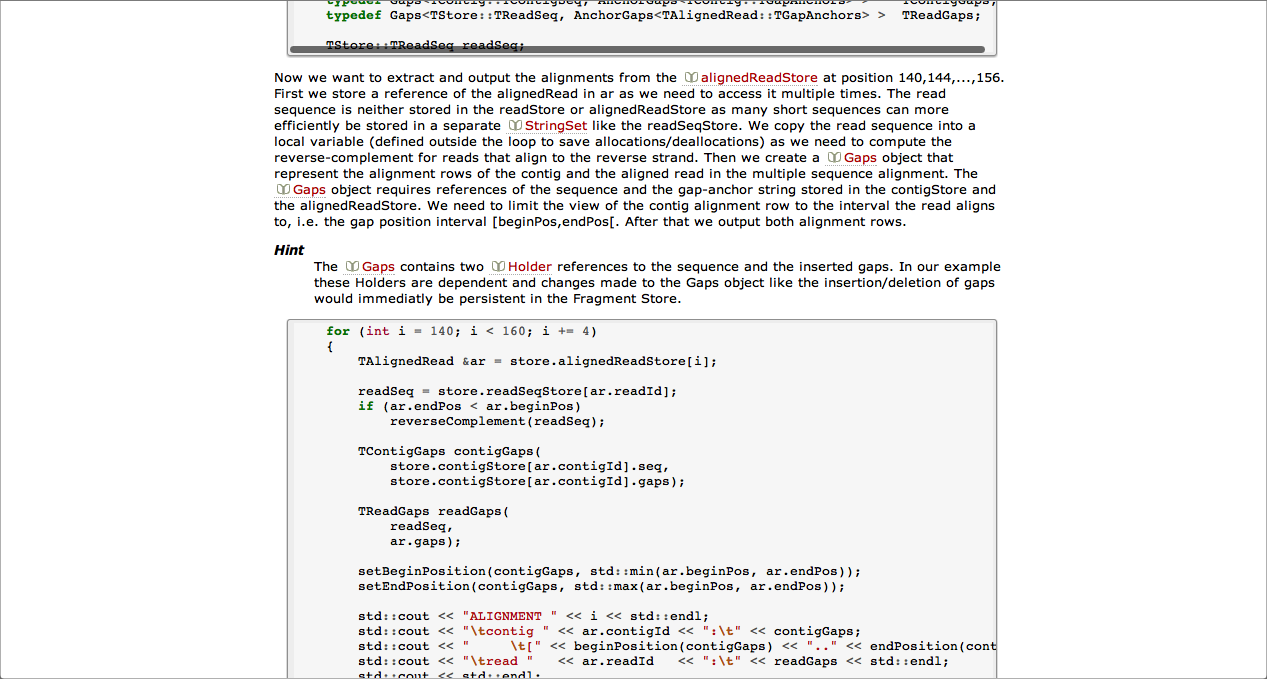 typedef Gaps<TContig::TContigSeq, AnchorGaps<TContig::TGapAnchors> > TContigGaps;
typedef Gaps<TStore::TReadSeq, AnchorGaps<TAlignedRead::TGapAnchors> > TReadGaps;
TStore::TReadSeq readSeq;
Now we want to extract and output the alignments from the alignedReadStore at position 140,144,...,156.
First we store a reference of the alignedRead in ar as we need to access it multiple times. The read
sequence is neither stored in the readStore or alignedReadStore as many short sequences can more
efficiently be stored in a separate StringSet like the readSeqStore. We copy the read sequence into a
local variable (defined outside the loop to save allocations/deallocations) as we need to compute the
reverse-complement for reads that align to the reverse strand. Then we create a Gaps object that
represent the alignment rows of the contig and the aligned read in the multiple sequence alignment. The
Gaps object requires references of the sequence and the gap-anchor string stored in the contigStore and
the alignedReadStore. We need to limit the view of the contig alignment row to the interval the read aligns
to, i.e. the gap position interval [beginPos,endPos[. After that we output both alignment rows.
Hint
The Gaps contains two Holder references to the sequence and the inserted gaps. In our example
these Holders are dependent and changes made to the Gaps object like the insertion/deletion of gaps
would immediatly be persistent in the Fragment Store.
for (int i = 140; i < 160; i += 4)
{
TAlignedRead &ar = store.alignedReadStore[i];
readSeq = store.readSeqStore[ar.readId];
if (ar.endPos < ar.beginPos)
reverseComplement(readSeq);
TContigGaps contigGaps(
store.contigStore[ar.contigId].seq,
store.contigStore[ar.contigId].gaps);
TReadGaps readGaps(
readSeq,
ar.gaps);
setBeginPosition(contigGaps, std::min(ar.beginPos, ar.endPos));
setEndPosition(contigGaps, std::max(ar.beginPos, ar.endPos));
std::cout << "ALIGNMENT " << i << std::endl;
std::cout << "\tcontig " << ar.contigId << ":\t" << contigGaps;
std::cout << "     \t[" << beginPosition(contigGaps) << ".." << endPosition(cont
std::cout << "\tread "   << ar.readId   << ":\t" << readGaps << std::endl;
std::cout << std::endl;